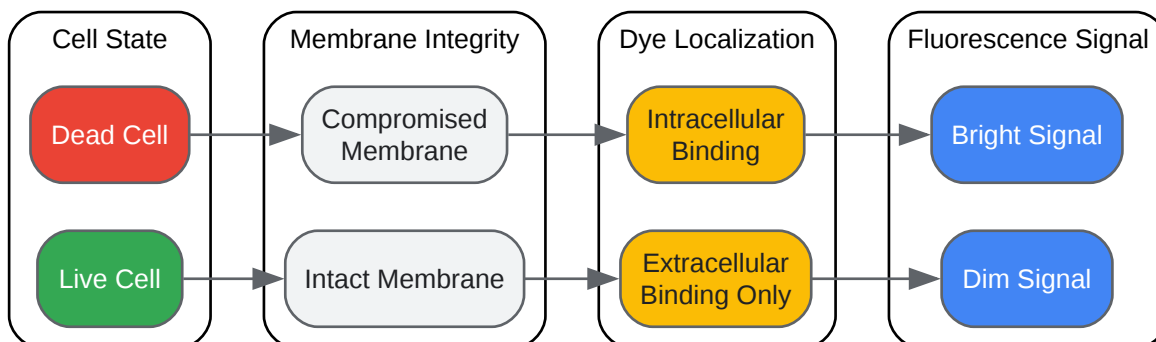 Cell State
Membrane Integrity
Dye Localization
Fluorescence Signal
Dead Cell
Compromised
Membrane
Intracellular
Binding
Bright Signal
Live Cell
Intact Membrane
Extracellular
Binding Only
Dim Signal